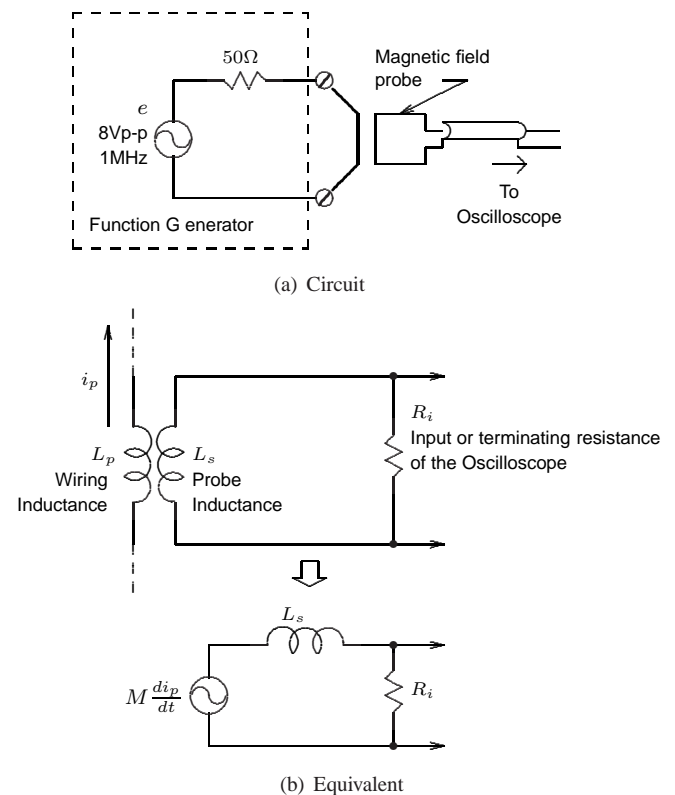 50Ω
Magnetic field
probe
e
8Vp-p
1MHz
To
Oscilloscope
Function G enerator
(a) Circuit
i_p
R_i
Input or terminating resistance
of the Oscilloscope
L_p
L_s
Wiring
Inductance
Probe
Inductance
L_s
M di_p/dt
R_i
(b) Equivalent